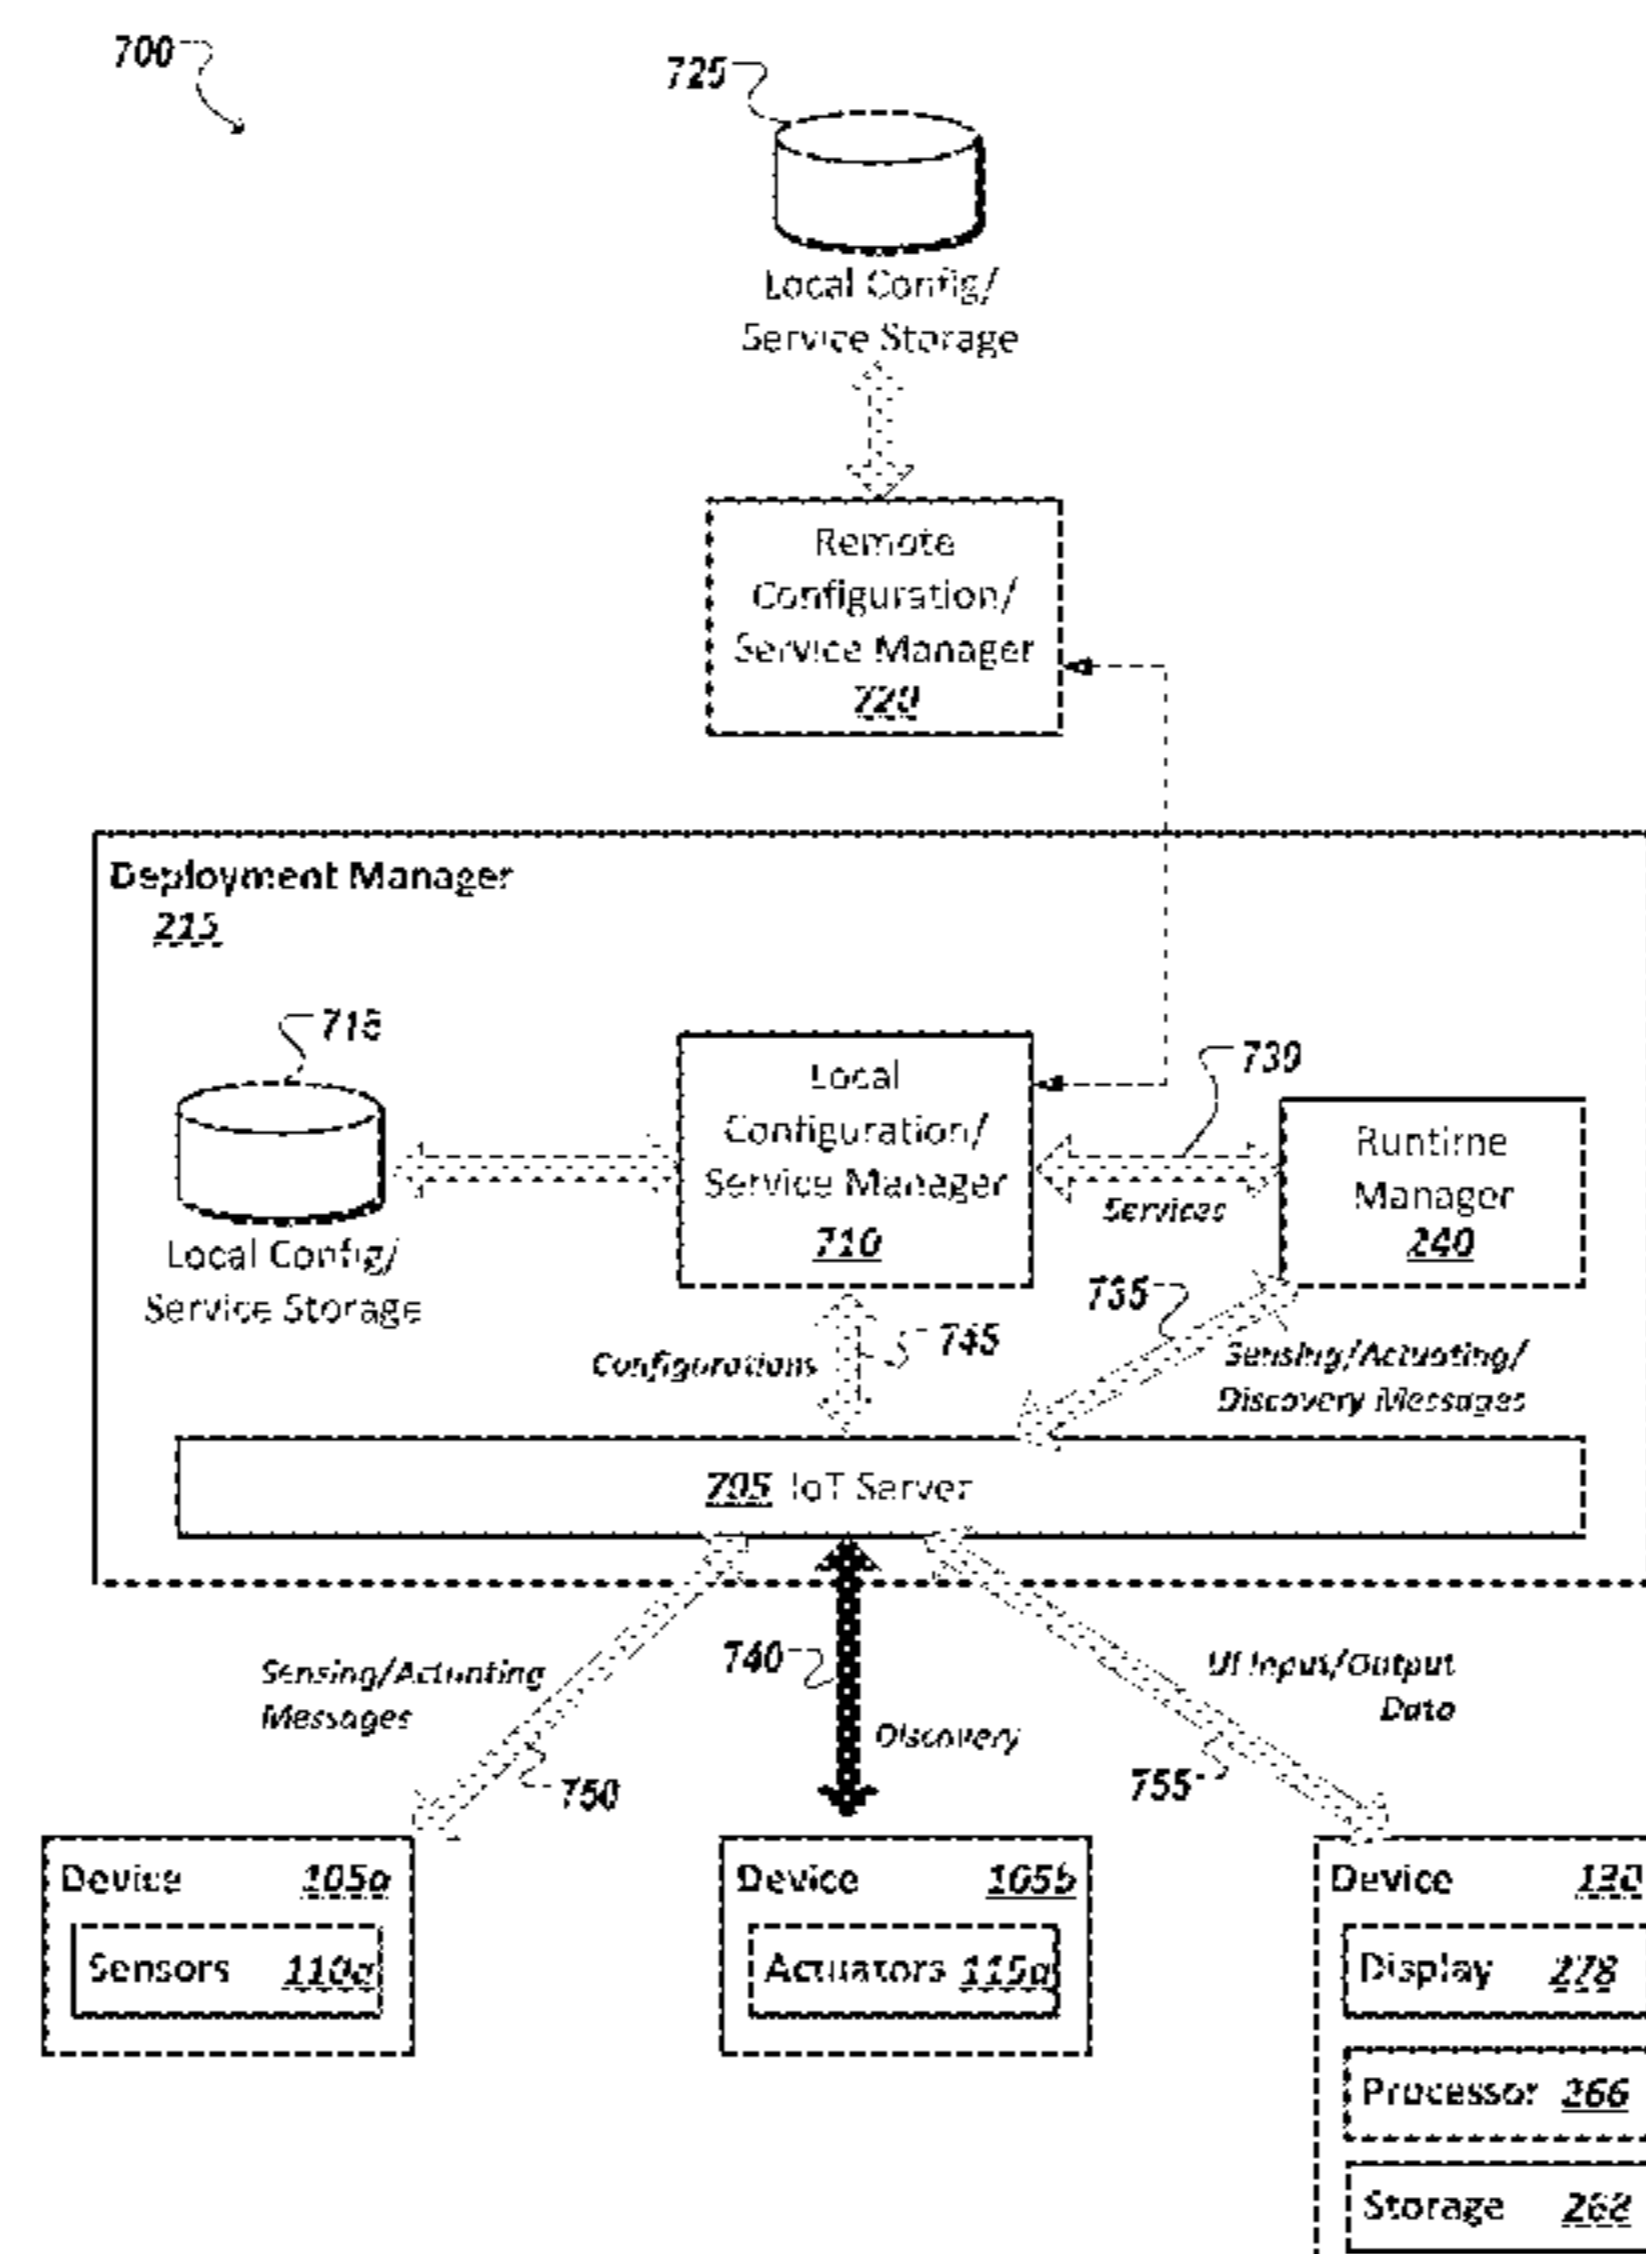 700
725
Local Config/
Service Storage
Remote
Configuration/
Service Manager
720
Deployment Manager
215
715
Local
Configuration/
Service Manager
710
730
Services
Runtime
Manager
240
Local Config/
Service Storage
735
745
Configurations
Sensing/Actuating/
Discovery Messages
705 IoT Server
Sensing/Actuating
Messages
740
UI Input/Output
Data
Discovery
750
755
Device 105a
Sensors 110a
Device 105b
Actuators 115a
Device 130
Display 278
Processor 266
Storage 268